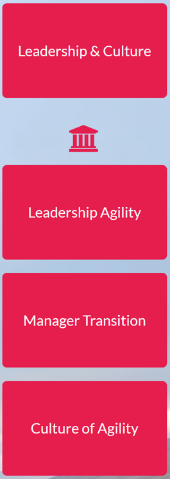 Leadership & Culture
Leadership Agility
Manager Transition
Culture of Agility